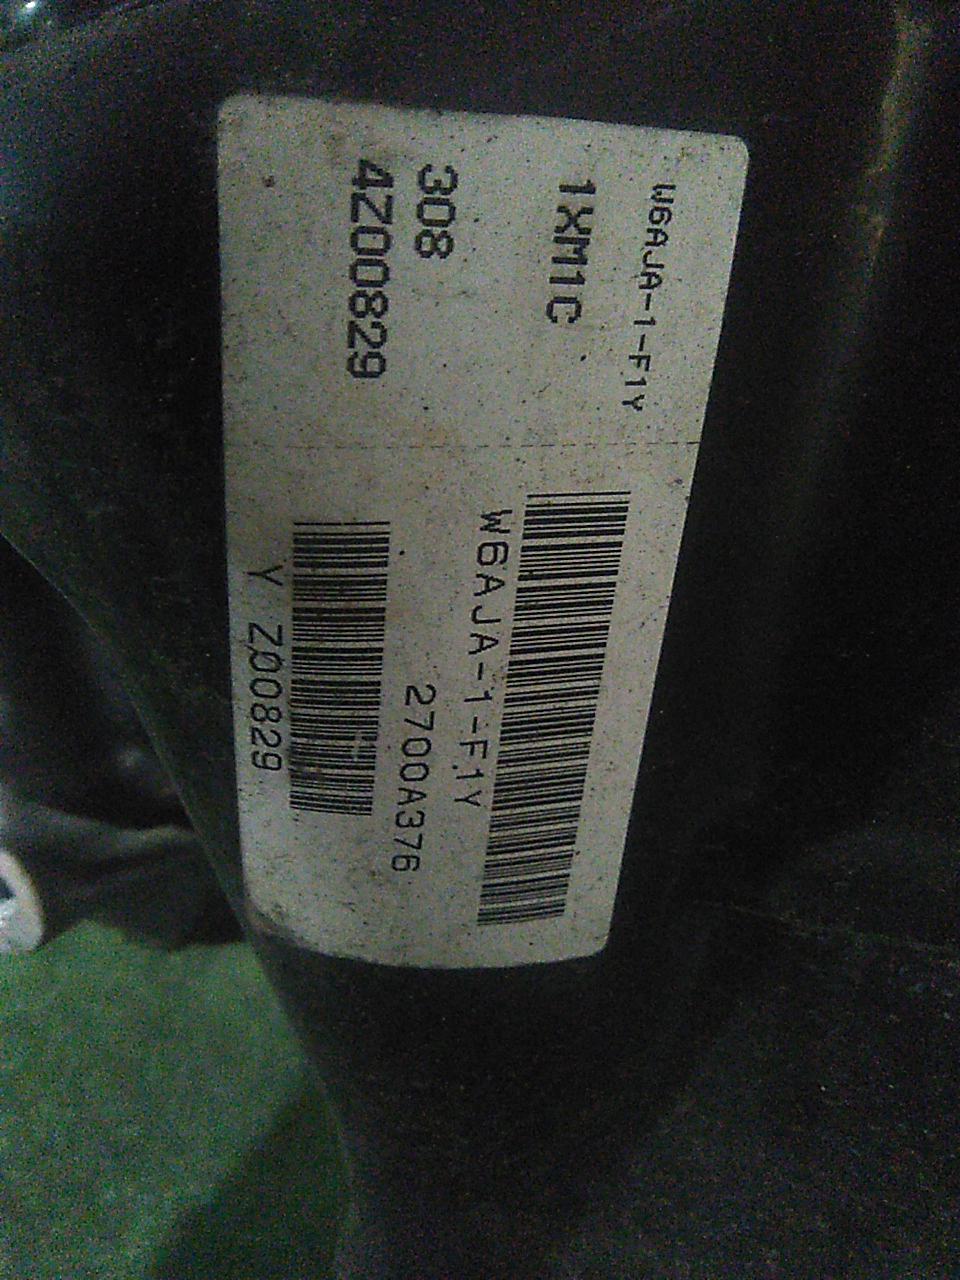 W6AJA-1-F1Y
1XM1C
308
4Z00829
W6AJA-1-F1Y
2700A376
Y Z00829